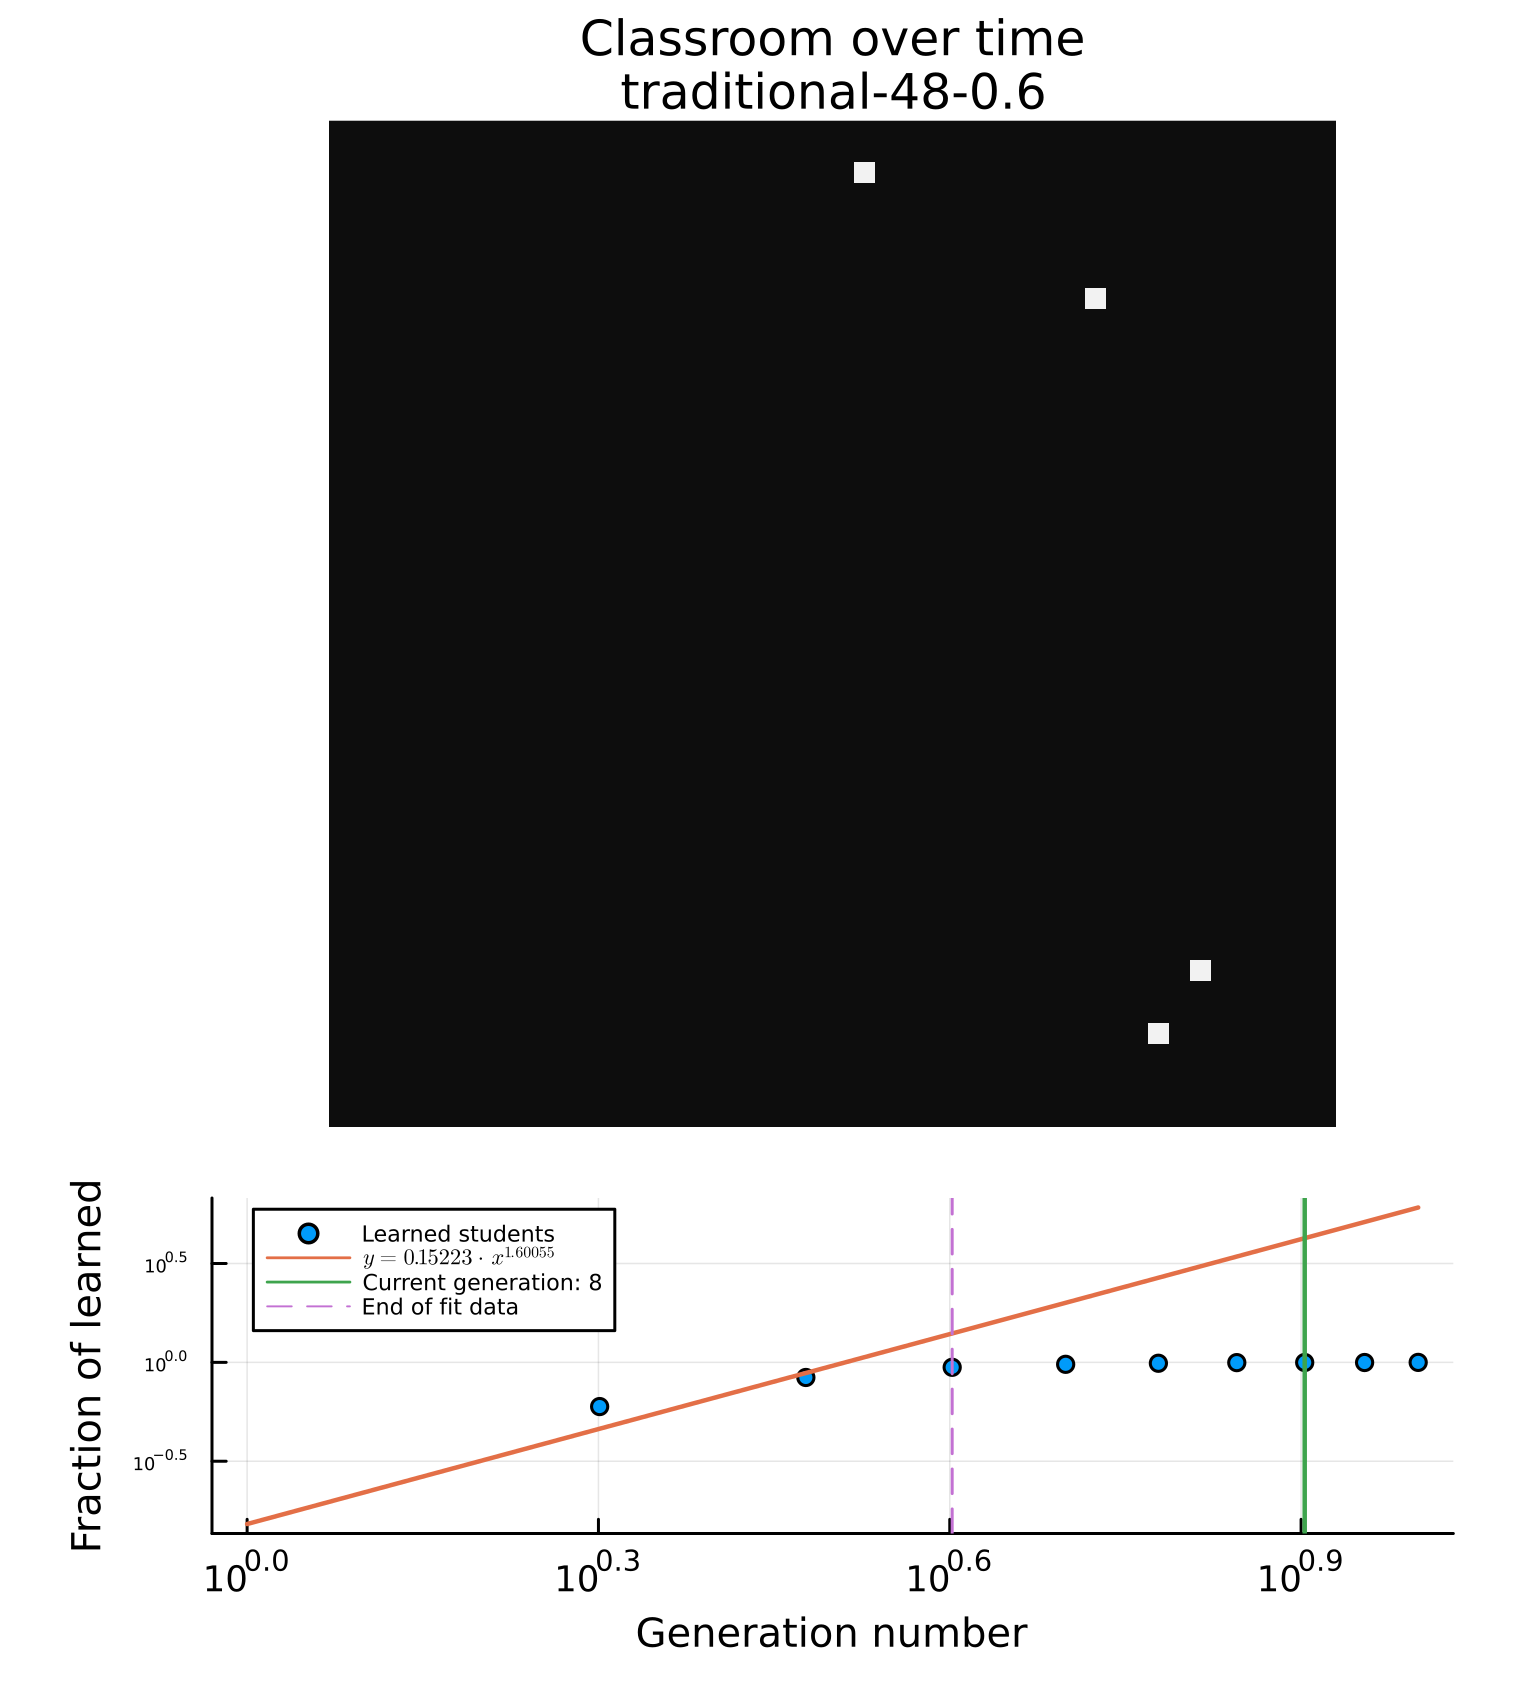 Classroom over time
traditional-48-0.6
Fraction of learned
10^0.5
10^0.0
10^−0.5
Learned students
y = 0.15223 · x^1.60055
Current generation: 8
End of fit data
10^0.0 10^0.3 10^0.6 10^0.9
Generation number